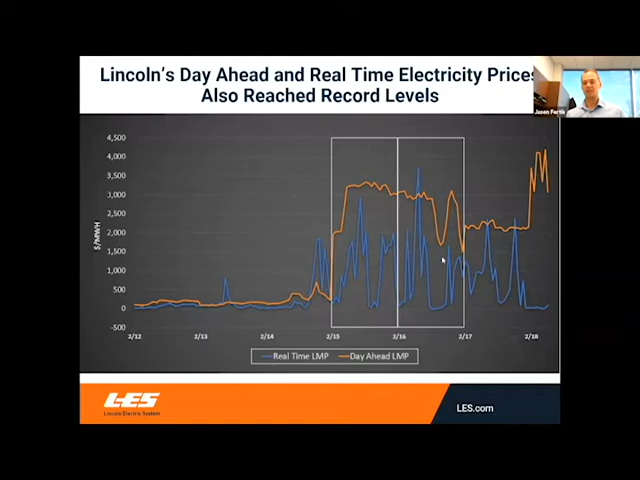 Lincoln's Day Ahead and Real Time Electricity Prices
Also Reached Record Levels
Jason Fortik
4,500
4,000
3,500
3,000
2,500
2,000
1,500
1,000
500
0
-500
$/MWH
2/12
2/13
2/14
2/15
2/16
2/17
2/18
Real Time LMP
Day Ahead LMP
LES
Lincoln Electric System
LES.com